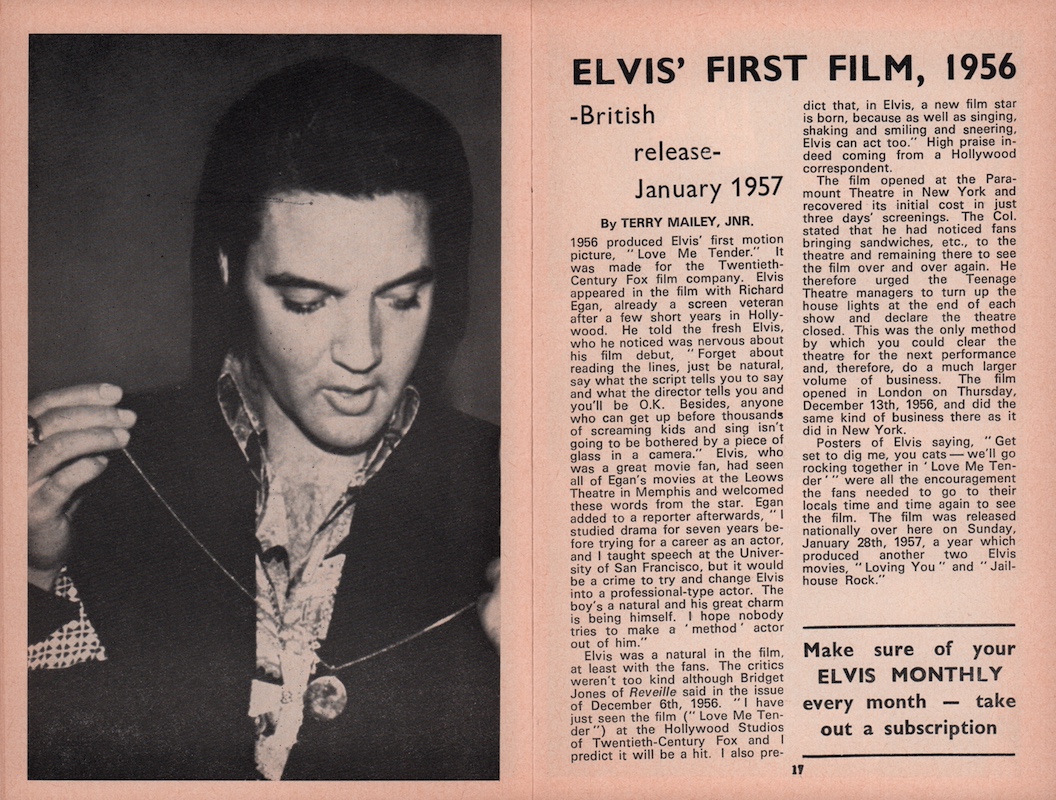 ELVIS' FIRST FILM, 1956
-British
release-
January 1957
By TERRY MAILEY, JNR.
1956 produced Elvis' first motion
picture, "Love Me Tender." It
was made for the Twentieth-
Century Fox film company. Elvis
appeared in the film with Richard
Egan, already a screen veteran
after a few short years in Holly-
wood. He told the fresh Elvis,
who he noticed was nervous about
his film debut, "Forget about
reading the lines, just be natural,
say what the script tells you to say
and what the director tells you and
you'll be O.K. Besides, anyone
who can get up before thousands
of screaming kids and sing isn't
going to be bothered by a piece of
glass in a camera." Elvis, who
was a great movie fan, had seen
all of Egan's movies at the Leows
Theatre in Memphis and welcomed
these words from the star. Egan
added to a reporter afterwards, "I
studied drama for seven years be-
fore trying for a career as an actor,
and I taught speech at the Univer-
sity of San Francisco, but it would
be a crime to try and change Elvis
into a professional-type actor. The
boy's a natural and his great charm
is being himself. I hope nobody
tries to make a 'method' actor
out of him."
Elvis was a natural in the film,
at least with the fans. The critics
weren't too kind although Bridget
Jones of Reveille said in the issue
of December 6th, 1956. "I have
just seen the film ("Love Me Ten-
der") at the Hollywood Studios
of Twentieth-Century Fox and I
predict it will be a hit. I also pre-
dict that, in Elvis, a new film star
is born, because as well as singing,
shaking and smiling and sneering,
Elvis can act too." High praise in-
deed coming from a Hollywood
correspondent.
The film opened at the Para-
mount Theatre in New York and
recovered its initial cost in just
three days' screenings. The Col.
stated that he had noticed fans
bringing sandwiches, etc., to the
theatre and remaining there to see
the film over and over again. He
therefore urged the Teenage
Theatre managers to turn up the
house lights at the end of each
show and declare the theatre
closed. This was the only method
by which you could clear the
theatre for the next performance
and, therefore, do a much larger
volume of business. The film
opened in London on Thursday,
December 13th, 1956, and did the
same kind of business there as it
did in New York.
Posters of Elvis saying, "Get
set to dig me, you cats — we'll go
rocking together in 'Love Me Ten-
der'" were all the encouragement
the fans needed to go to their
locals time and time again to see
the film. The film was released
nationally over here on Sunday,
January 28th, 1957, a year which
produced another two Elvis
movies, "Loving You" and "Jail-
house Rock."
Make sure of your
ELVIS MONTHLY
every month — take
out a subscription
17